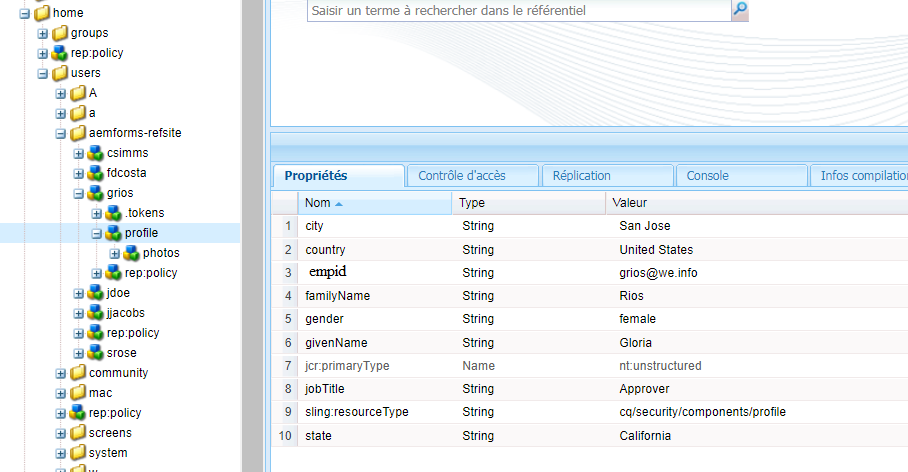 home
groups
rep:policy
users
A
a
aemforms-refsite
csimms
fdcosta
grios
.tokens
profile
photos
rep:policy
jdoe
jjacobs
rep:policy
srose
community
mac
rep:policy
screens
system
Saisir un terme à rechercher dans le référentiel
Propriétés Contrôle d'accès Réplication Console Infos compilation
Nom Type Valeur
1 city String San Jose
2 country String United States
3 empid String grios@we.info
4 familyName String Rios
5 gender String female
6 givenName String Gloria
7 jcr:primaryType Name nt:unstructured
8 jobTitle String Approver
9 sling:resourceType String cq/security/components/profile
10 state String California